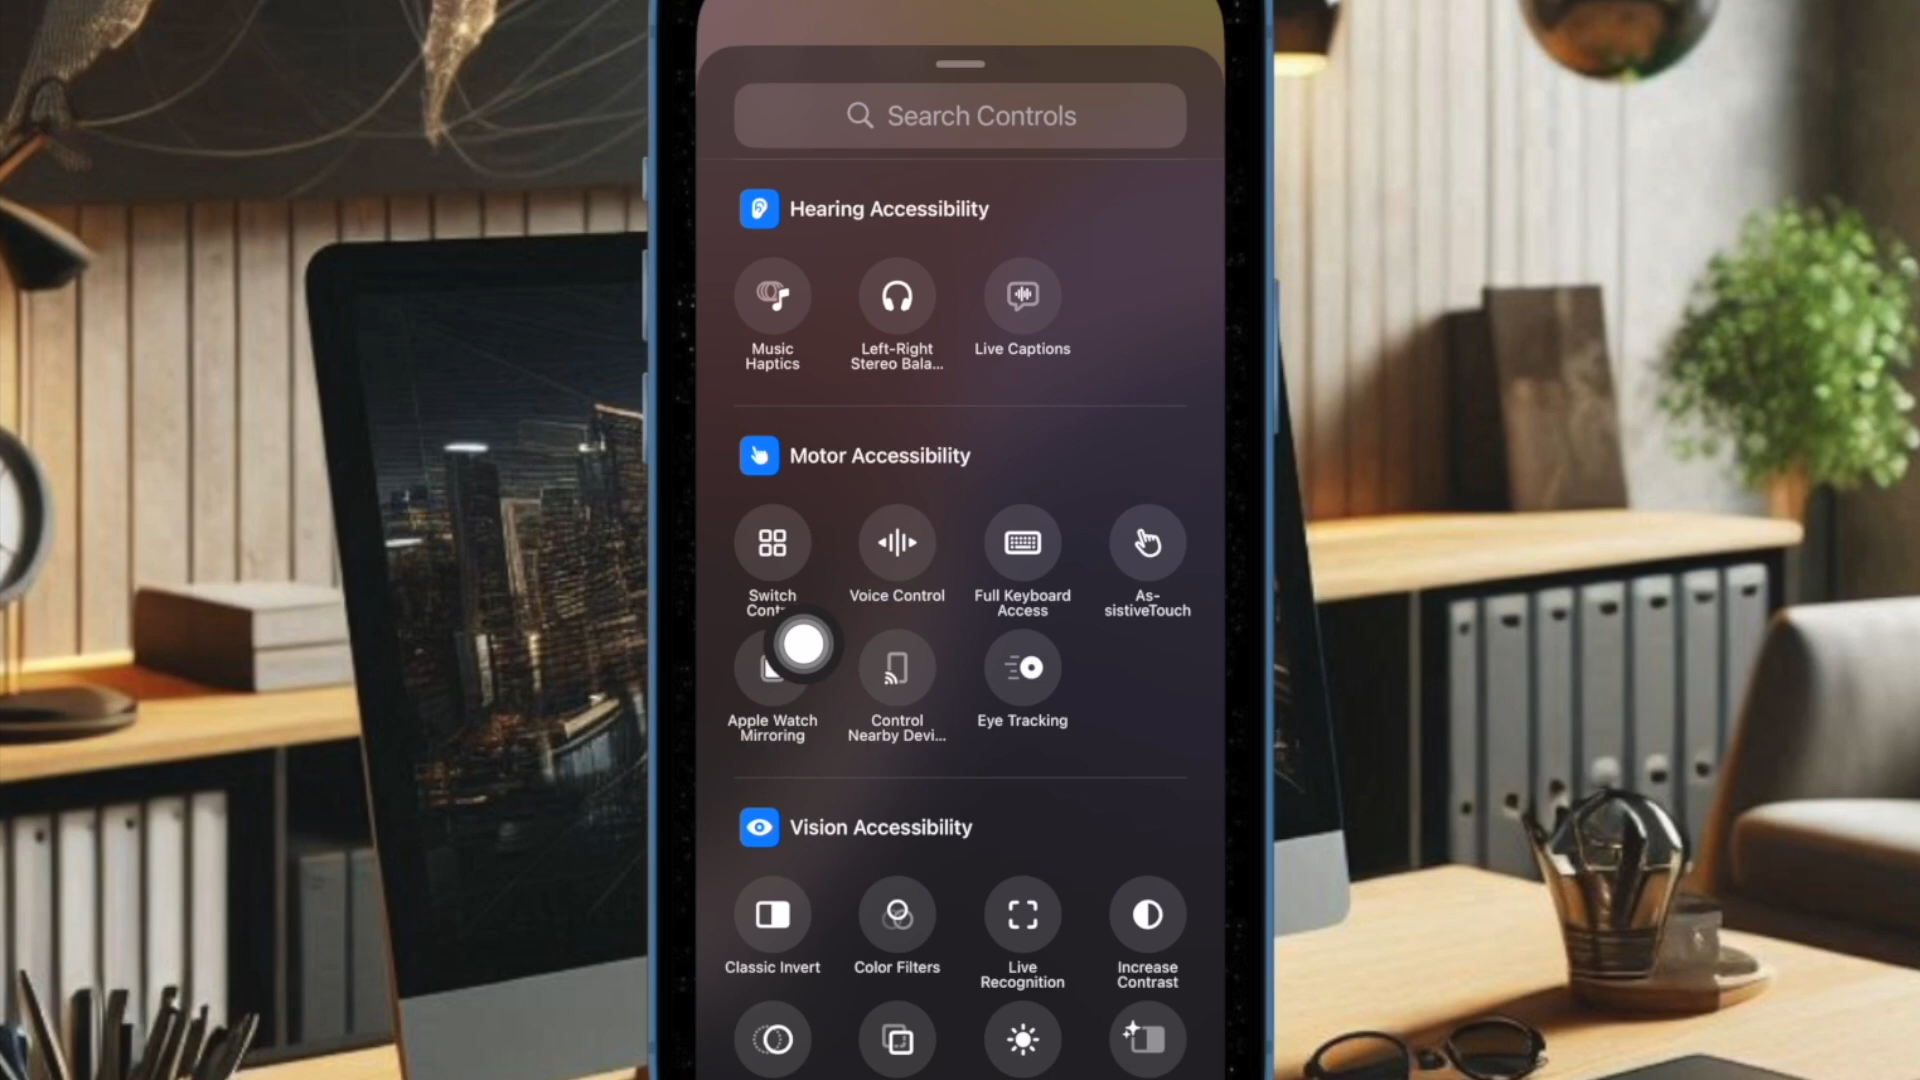 Search Controls
Hearing Accessibility
Music
Haptics
Left-Right
Stereo Bala...
Live Captions
Motor Accessibility
Switch
Cont
Voice Control
Full Keyboard
Access
As-
sistiveTouch
Apple Watch
Mirroring
Control
Nearby Devi...
Eye Tracking
Vision Accessibility
Classic Invert
Color Filters
Live
Recognition
Increase
Contrast